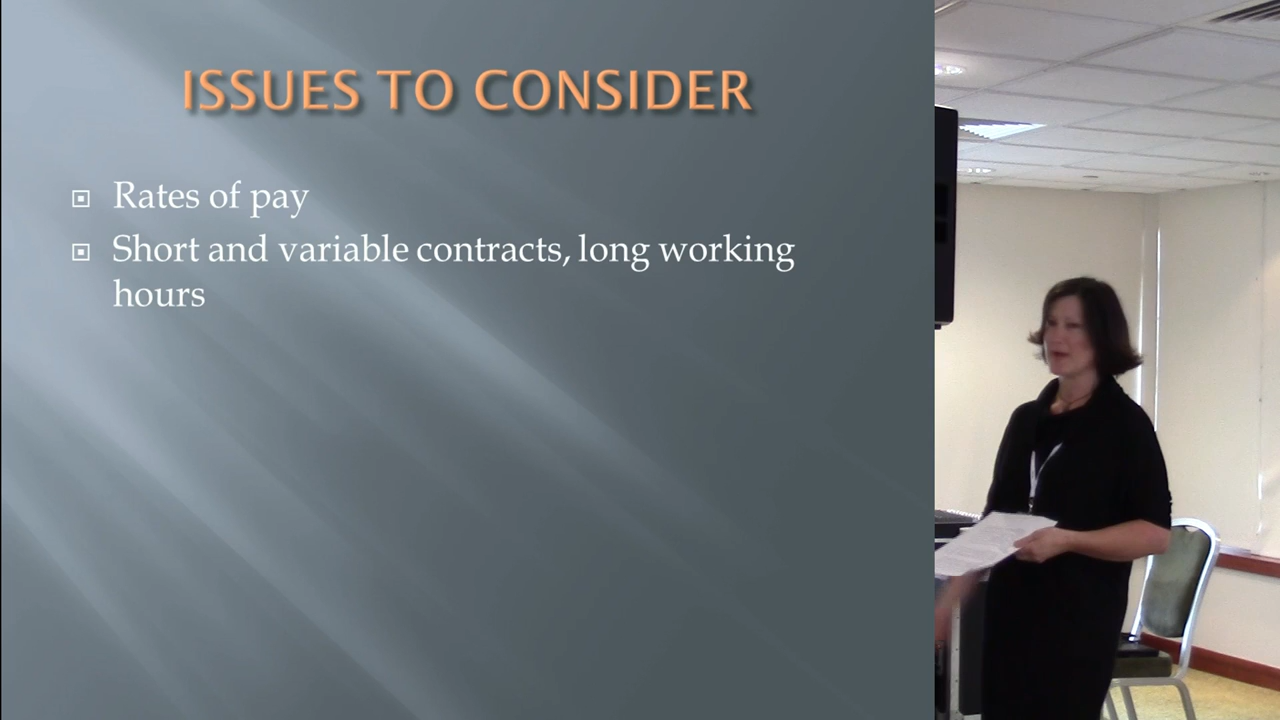 ISSUES TO CONSIDER
Rates of pay
Short and variable contracts, long working
hours